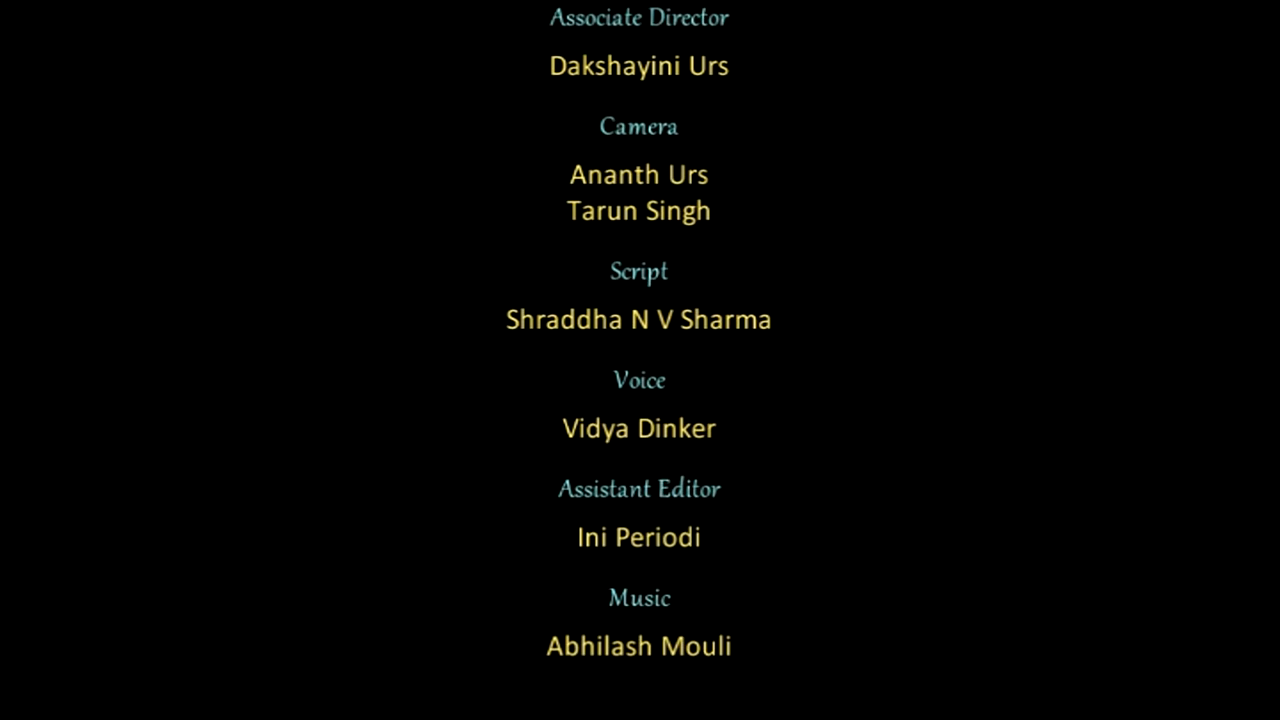 Associate Director
Dakshayini Urs
Camera
Ananth Urs
Tarun Singh
Script
Shraddha N V Sharma
Voice
Vidya Dinker
Assistant Editor
Ini Periodi
Music
Abhilash Mouli